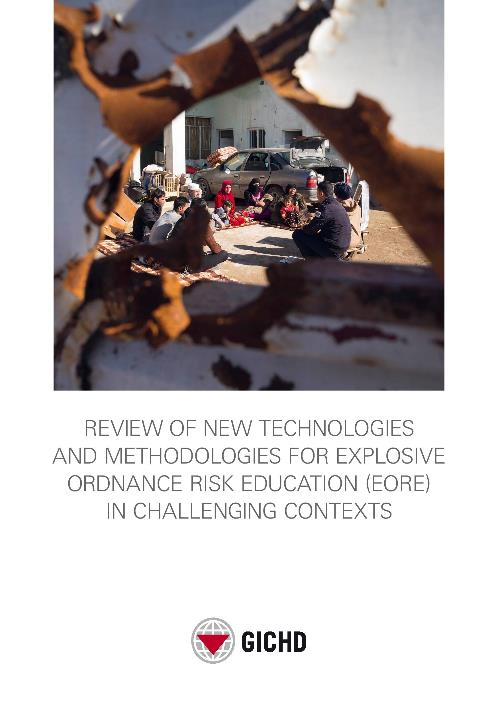 REVIEW OF NEW TECHNOLOGIES
AND METHODOLOGIES FOR EXPLOSIVE
ORDNANCE RISK EDUCATION (EORE)
IN CHALLENGING CONTEXTS
GICHD